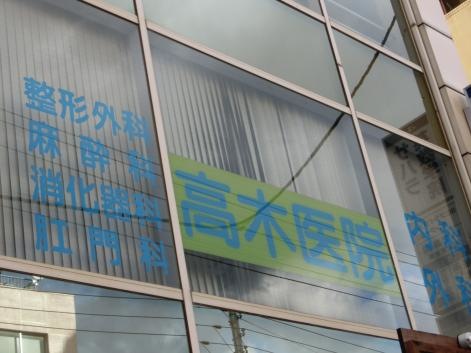 整形外科
麻酔科
消化器科
肛門科
高木医院
内科
外科